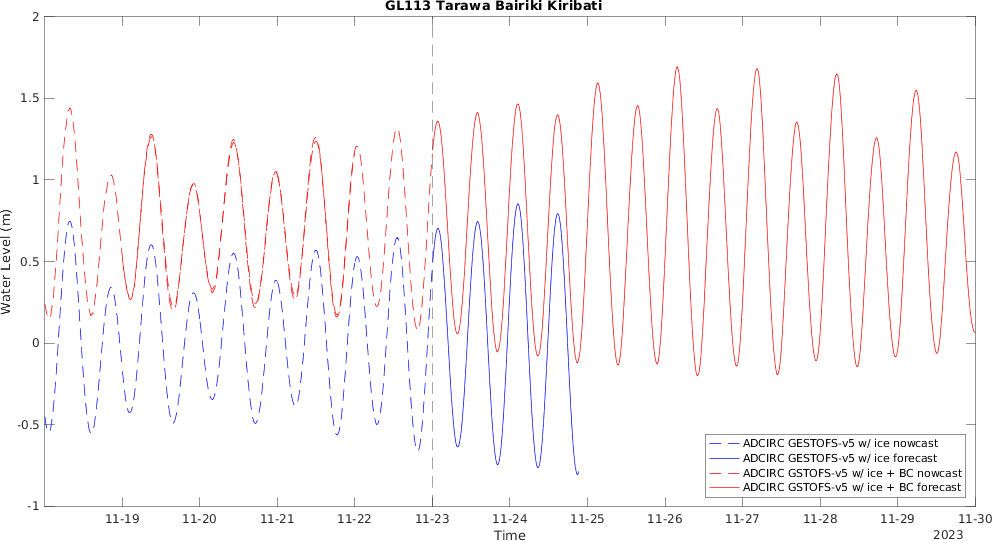 GL113 Tarawa Bairiki Kiribati
Water Level (m)
2
1.5
1
0.5
0
-0.5
-1
ADCIRC GESTOFS-v5 w/ ice nowcast
ADCIRC GESTOFS-v5 w/ ice forecast
ADCIRC GSTOFS-v5 w/ ice + BC nowcast
ADCIRC GSTOFS-v5 w/ ice + BC forecast
11-19 11-20 11-21 11-22 11-23 11-24 11-25 11-26 11-27 11-28 11-29 11-30
Time
2023